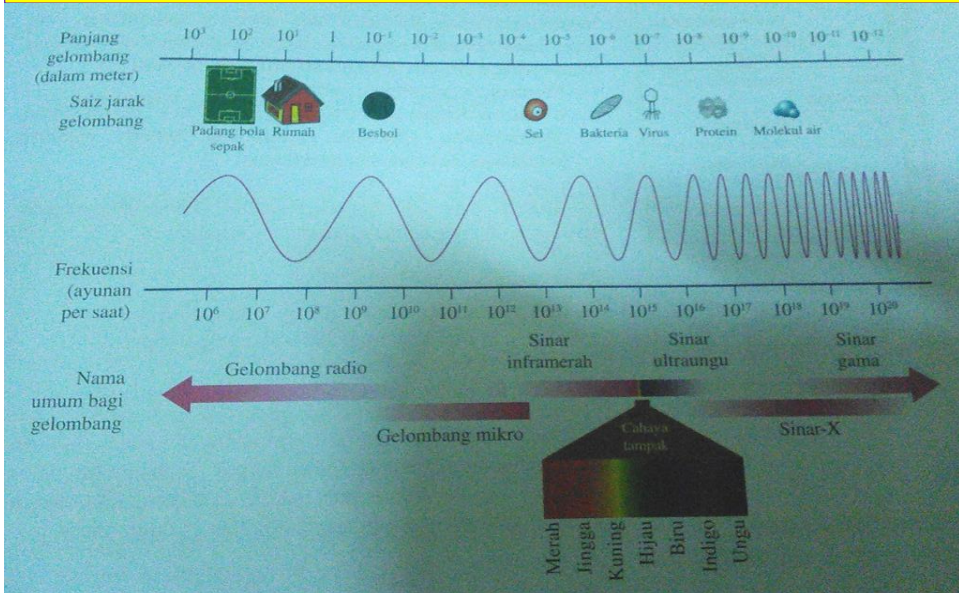 Panjang
gelombang
(dalam meter)
10³ 10² 10¹ 1 10⁻¹ 10⁻² 10⁻³ 10⁻⁴ 10⁻⁵ 10⁻⁶ 10⁻⁷ 10⁻⁸ 10⁻⁹ 10⁻¹⁰ 10⁻¹¹ 10⁻¹²
Saiz jarak
gelombang
Padang bola
sepak
Rumah
Besbol
Sel
Bakteria
Virus
Protein
Molekul air
Frekuensi
(ayunan
per saat)
10⁶ 10⁷ 10⁸ 10⁹ 10¹⁰ 10¹¹ 10¹² 10¹³ 10¹⁴ 10¹⁵ 10¹⁶ 10¹⁷ 10¹⁸ 10¹⁹ 10²⁰
Nama
umum bagi
gelombang
Gelombang radio
Sinar
inframerah
Sinar
ultraungu
Sinar
gama
Gelombang mikro
Cahaya
tampak
Sinar-X
Merah
Jingga
Kuning
Hijau
Biru
Indigo
Ungu